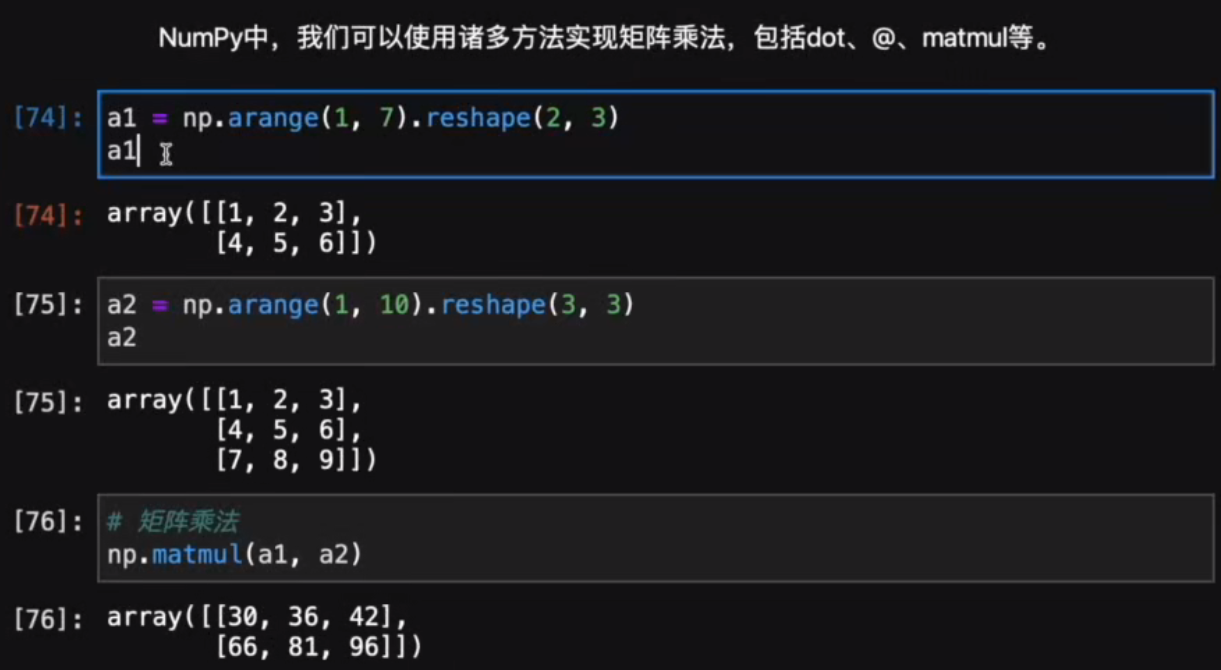 NumPy中，我们可以使用诸多方法实现矩阵乘法，包括dot、@、matmul等。
[74]: a1 = np.arange(1, 7).reshape(2, 3)
a1
[74]: array([[1, 2, 3],
[4, 5, 6]])
[75]: a2 = np.arange(1, 10).reshape(3, 3)
a2
[75]: array([[1, 2, 3],
[4, 5, 6],
[7, 8, 9]])
[76]: # 矩阵乘法
np.matmul(a1, a2)
[76]: array([[30, 36, 42],
[66, 81, 96]])